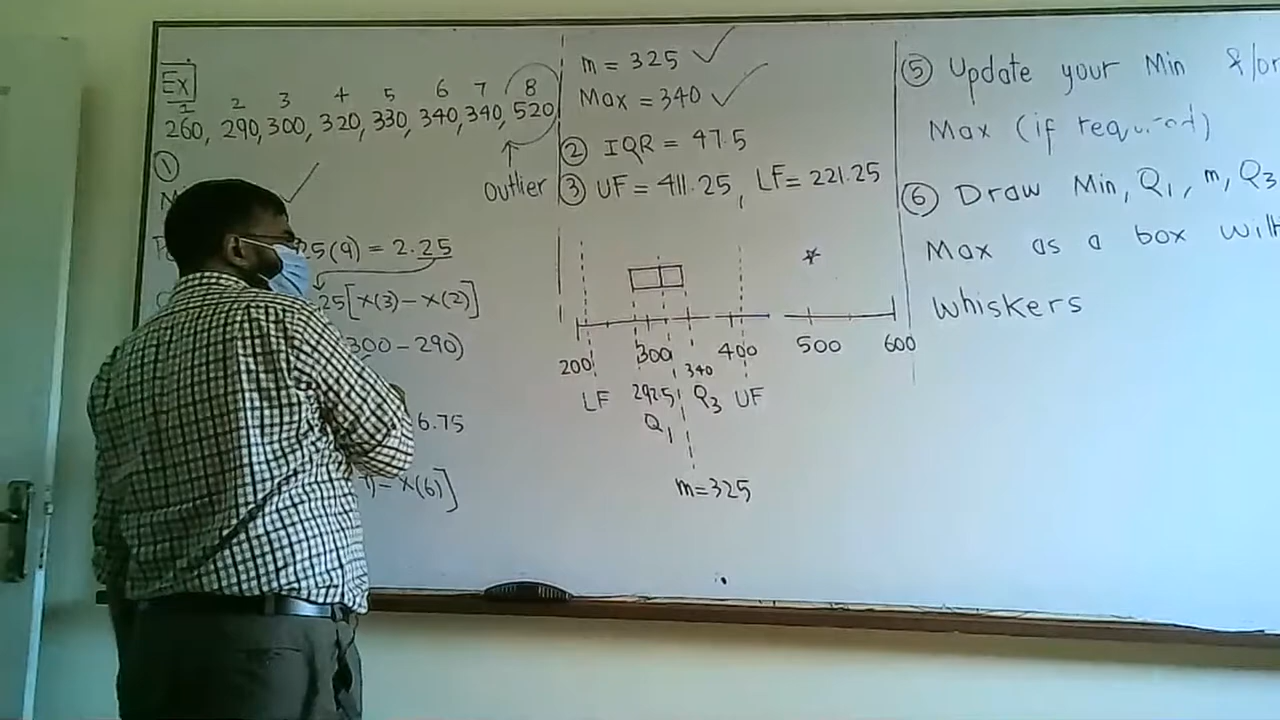 Ex
1 2 3 4 5 6 7 8
260, 290, 300, 320, 330, 340, 340, 520
①
outlier
25(9) = 2.25
25[x(3) - x(2)]
300 - 290)
6.75
- x(6)]
m = 325 ✓
Max = 340 ✓
② IQR = 47.5
③ UF = 411.25, LF = 221.25
*
200 300 340 400 500 600
LF 292.5 Q3 UF
Q1
m=325
⑤ Update your Min &/or
Max (if required)
⑥ Draw Min, Q1, m, Q3
Max as a box with
Whiskers